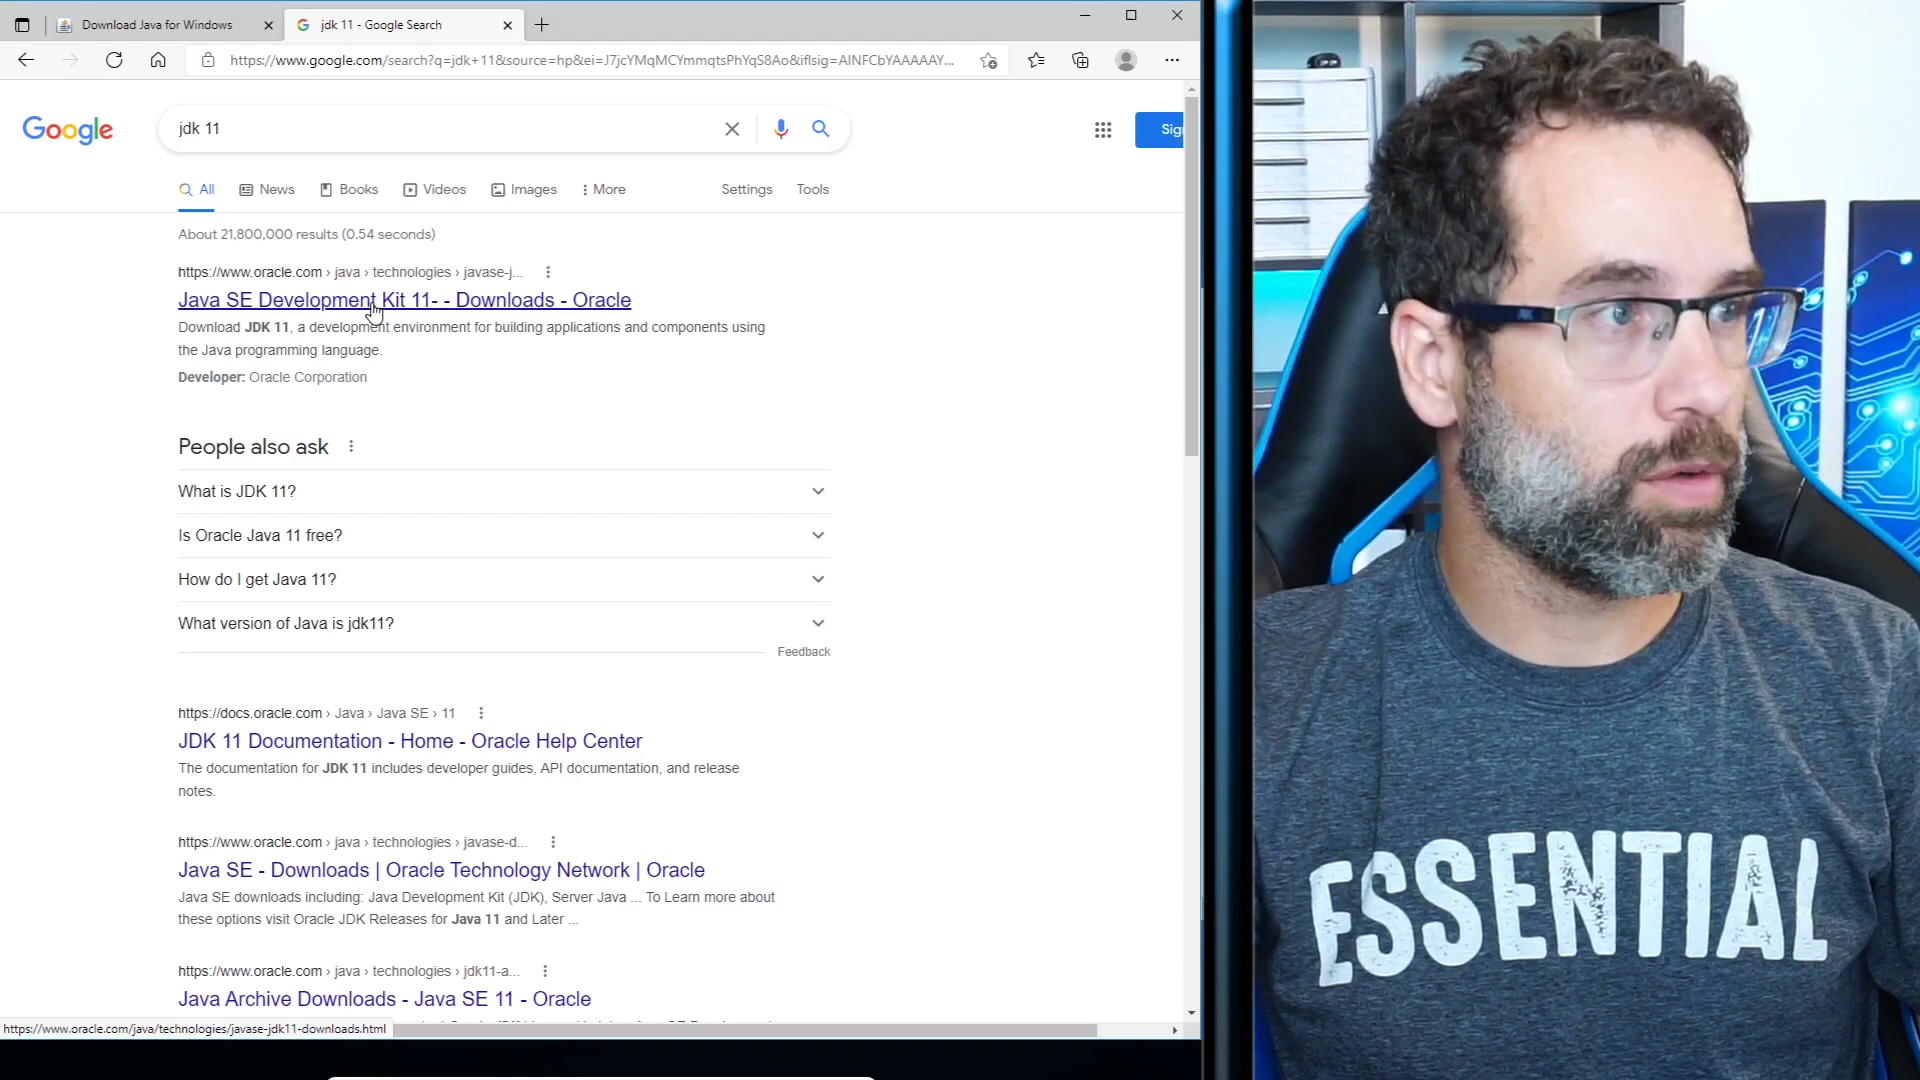 Download Java for Windows
jdk 11 - Google Search
https://www.google.com/search?q=jdk+11&source=hp&ei=J7jcYMqMCYmmqtsPhYqS8Ao&iflsig=AINFCbYAAAAAY...
Google
jdk 11
Sig
All
News
Books
Videos
Images
More
Settings
Tools
About 21,800,000 results (0.54 seconds)
https://www.oracle.com › java › technologies › javase-j...
Java SE Development Kit 11- - Downloads - Oracle
Download JDK 11, a development environment for building applications and components using
the Java programming language.
Developer: Oracle Corporation
People also ask
What is JDK 11?
Is Oracle Java 11 free?
How do I get Java 11?
What version of Java is jdk11?
Feedback
https://docs.oracle.com › Java › Java SE › 11
JDK 11 Documentation - Home - Oracle Help Center
The documentation for JDK 11 includes developer guides, API documentation, and release
notes.
https://www.oracle.com › java › technologies › javase-d...
Java SE - Downloads | Oracle Technology Network | Oracle
Java SE downloads including: Java Development Kit (JDK), Server Java ... To Learn more about
these options visit Oracle JDK Releases for Java 11 and Later ...
https://www.oracle.com › java › technologies › jdk11-a...
Java Archive Downloads - Java SE 11 - Oracle
https://www.oracle.com/java/technologies/javase-jdk11-downloads.html
ESSENTIAL